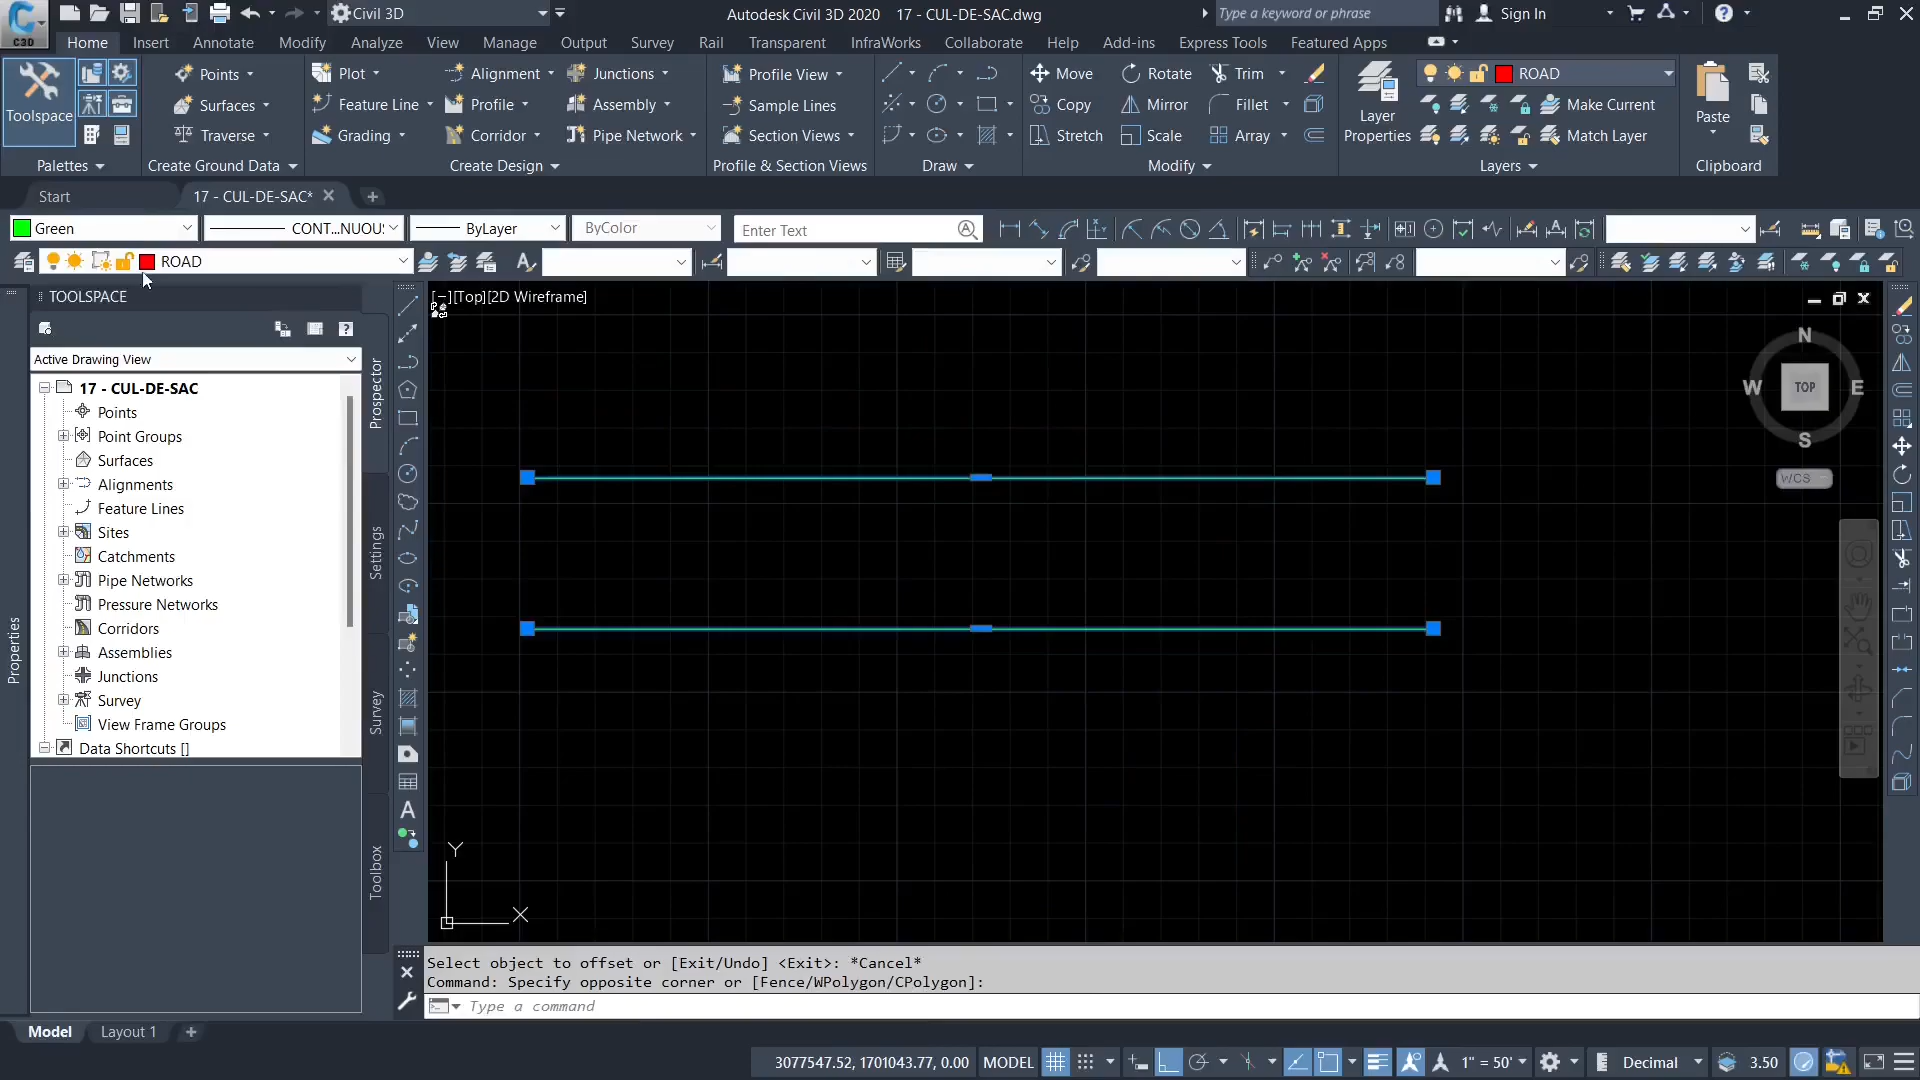 C3D
Civil 3D
Autodesk Civil 3D 2020
17 - CUL-DE-SAC.dwg
Type a keyword or phrase
Sign In
Home
Insert
Annotate
Modify
Analyze
View
Manage
Output
Survey
Rail
Transparent
InfraWorks
Collaborate
Help
Add-ins
Express Tools
Featured Apps
Toolspace
Points
Surfaces
Traverse
Plot
Feature Line
Grading
Alignment
Profile
Corridor
Junctions
Assembly
Pipe Network
Profile View
Sample Lines
Section Views
Move
Rotate
Trim
Copy
Mirror
Fillet
Stretch
Scale
Array
Layer
Properties
ROAD
Make Current
Match Layer
Paste
Palettes
Create Ground Data
Create Design
Profile & Section Views
Draw
Modify
Layers
Clipboard
Start
17 - CUL-DE-SAC*
Green
CONT...NUOU:
ByLayer
ByColor
Enter Text
ROAD
TOOLSPACE
Active Drawing View
17 - CUL-DE-SAC
Points
Point Groups
Surfaces
Alignments
Feature Lines
Sites
Catchments
Pipe Networks
Pressure Networks
Corridors
Assemblies
Junctions
Survey
View Frame Groups
Data Shortcuts []
Prospector
Settings
Survey
Toolbox
Properties
[−][Top][2D Wireframe]
N
W
TOP
E
S
WCS
Y
X
A
Select object to offset or [Exit/Undo] <Exit>: *Cancel*
Command: Specify opposite corner or [Fence/WPolygon/CPolygon]:
Type a command
Model
Layout 1
3077547.52, 1701043.77, 0.00
MODEL
1" = 50'
Decimal
3.50